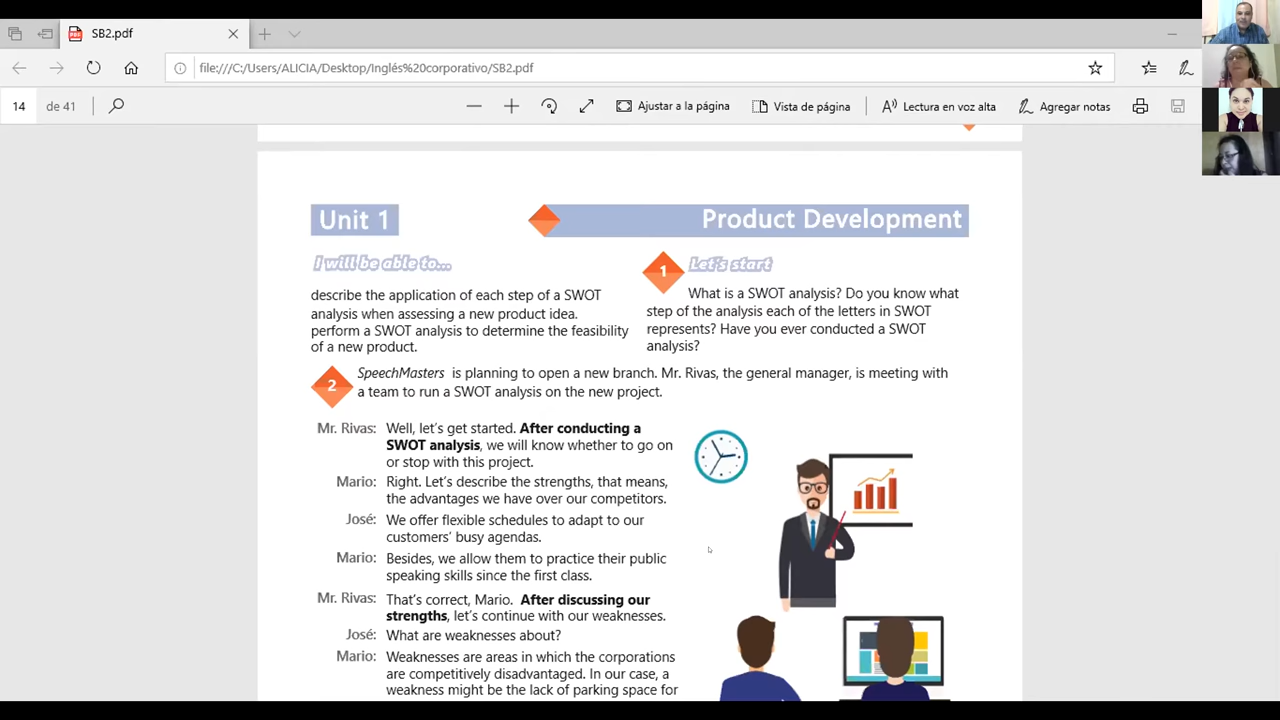 SB2.pdf
file:///C:/Users/ALICIA/Desktop/Inglés%20corporativo/SB2.pdf
14 de 41
Ajustar a la página
Vista de página
Lectura en voz alta
Agregar notas
Unit 1
Product Development
I will be able to...
describe the application of each step of a SWOT
analysis when assessing a new product idea.
perform a SWOT analysis to determine the feasibility
of a new product.
1 Let's start
What is a SWOT analysis? Do you know what
step of the analysis each of the letters in SWOT
represents? Have you ever conducted a SWOT
analysis?
2 SpeechMasters is planning to open a new branch. Mr. Rivas, the general manager, is meeting with
a team to run a SWOT analysis on the new project.
Mr. Rivas: Well, let's get started. After conducting a
SWOT analysis, we will know whether to go on
or stop with this project.
Mario: Right. Let's describe the strengths, that means,
the advantages we have over our competitors.
José: We offer flexible schedules to adapt to our
customers' busy agendas.
Mario: Besides, we allow them to practice their public
speaking skills since the first class.
Mr. Rivas: That's correct, Mario. After discussing our
strengths, let's continue with our weaknesses.
José: What are weaknesses about?
Mario: Weaknesses are areas in which the corporations
are competitively disadvantaged. In our case, a
weakness might be the lack of parking space for